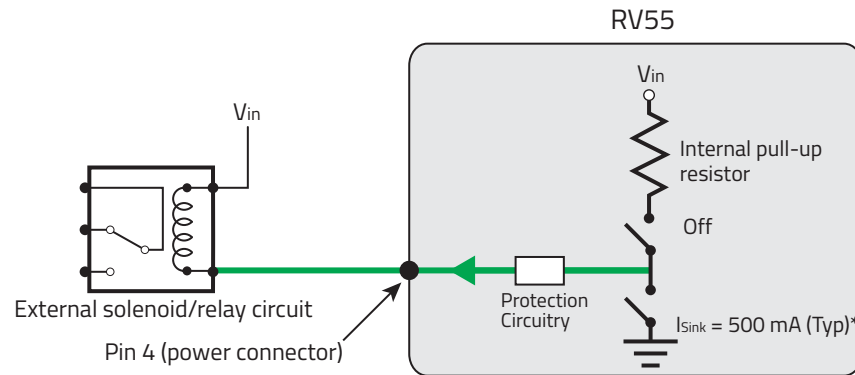 RV55
Vin
Vin
Internal pull-up
resistor
Off
Protection
Circuitry
ISink = 500 mA (Typ)*
External solenoid/relay circuit
Pin 4 (power connector)